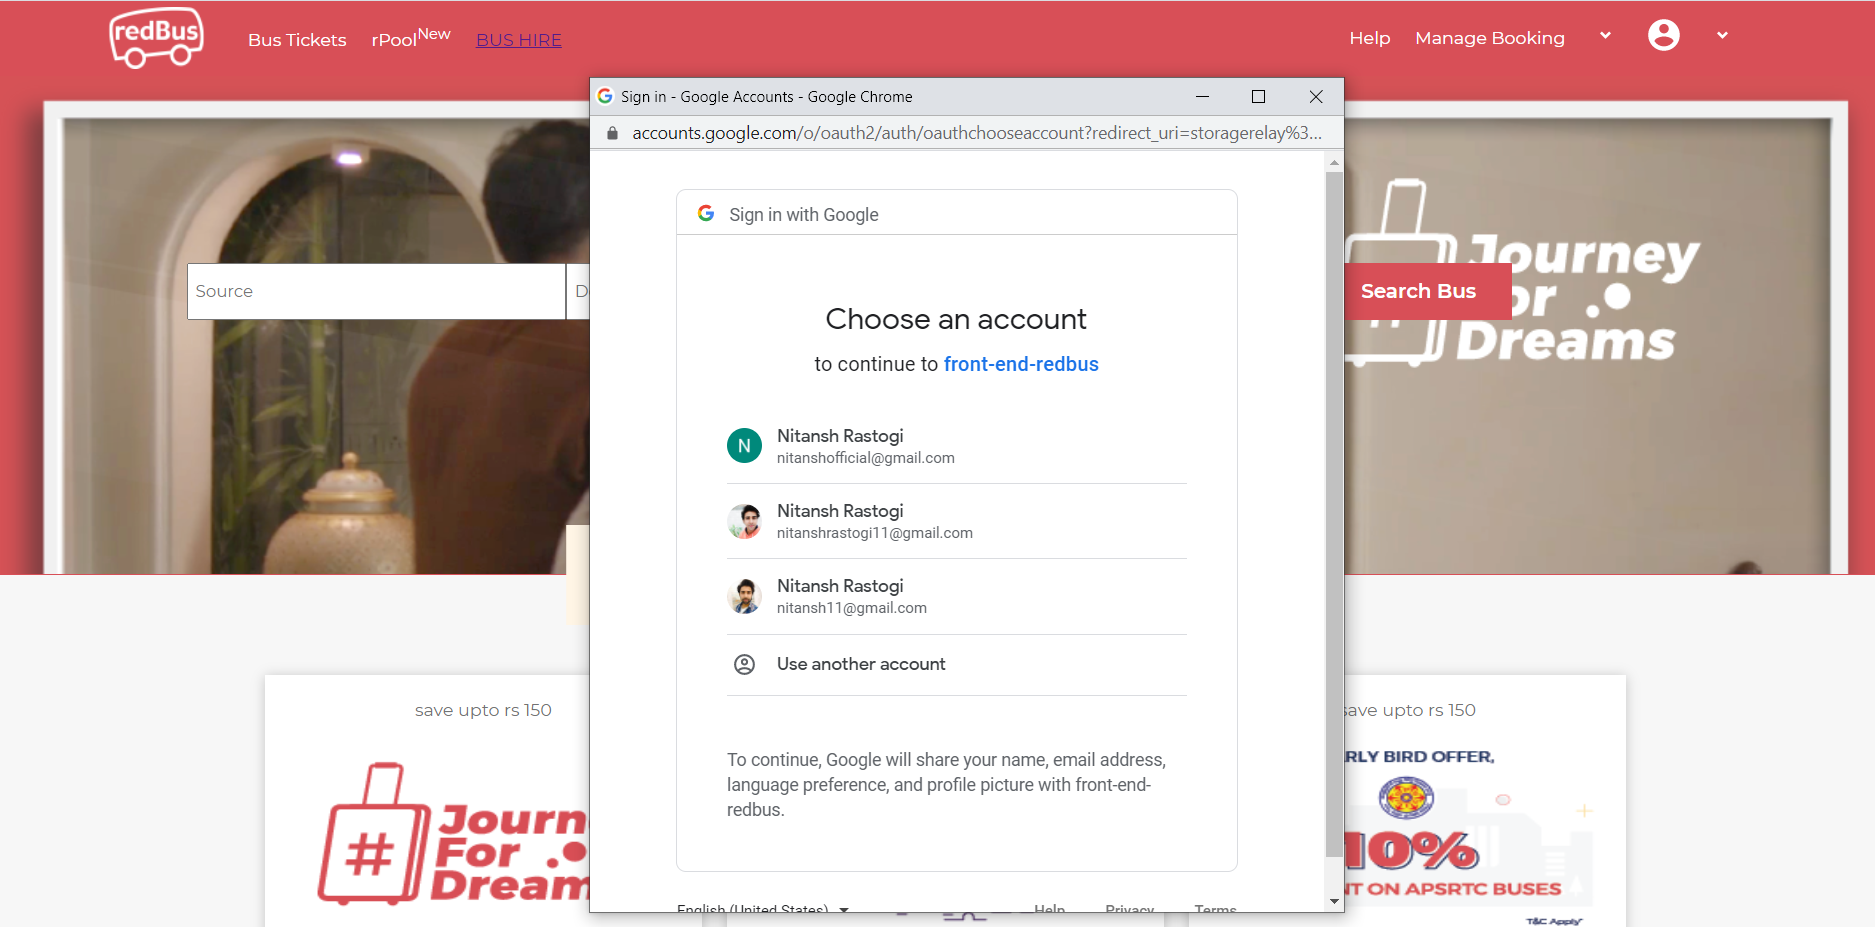 redBus
Bus Tickets
rPool New
BUS HIRE
Help
Manage Booking
Sign in - Google Accounts - Google Chrome
accounts.google.com/o/oauth2/auth/oauthchooseaccount?redirect_uri=storagerelay%3...
Sign in with Google
Source
D
Search Bus
Journey
For
Dreams
Choose an account
to continue to front-end-redbus
N
Nitansh Rastogi
nitanshofficial@gmail.com
Nitansh Rastogi
nitanshrastogi11@gmail.com
Nitansh Rastogi
nitansh11@gmail.com
Use another account
To continue, Google will share your name, email address,
language preference, and profile picture with front-end-
redbus.
English (United States)
Help
Privacy
Terms
save upto rs 150
#
Journ
For
Dream
save upto rs 150
RLY BIRD OFFER,
10%
NT ON APSRTC BUSES
T&C Apply*